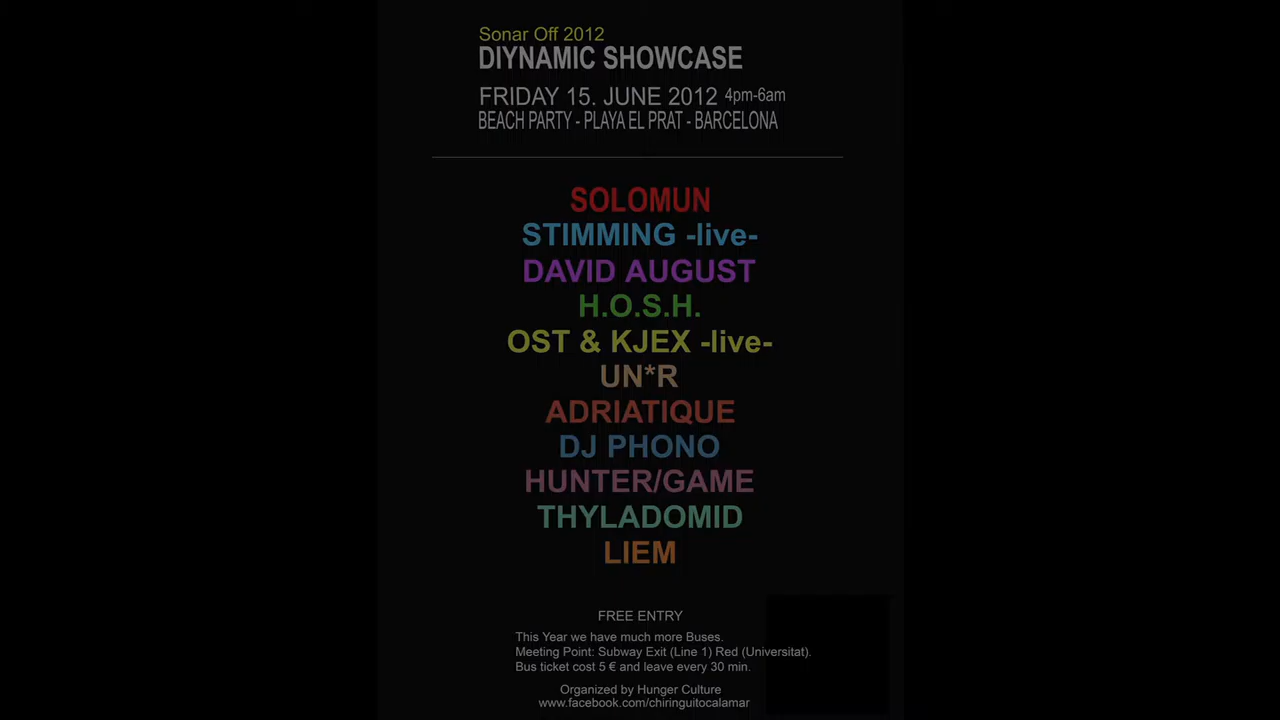 Sonar Off 2012
DIYNAMIC SHOWCASE
FRIDAY 15. JUNE 2012 4pm-6am
BEACH PARTY - PLAYA EL PRAT - BARCELONA
SOLOMUN
STIMMING -live-
DAVID AUGUST
H.O.S.H.
OST & KJEX -live-
UN*R
ADRIATIQUE
DJ PHONO
HUNTER/GAME
THYLADOMID
LIEM
FREE ENTRY
This Year we have much more Buses.
Meeting Point: Subway Exit (Line 1) Red (Universitat).
Bus ticket cost 5 € and leave every 30 min.
Organized by Hunger Culture
www.facebook.com/chiringuitocalamar